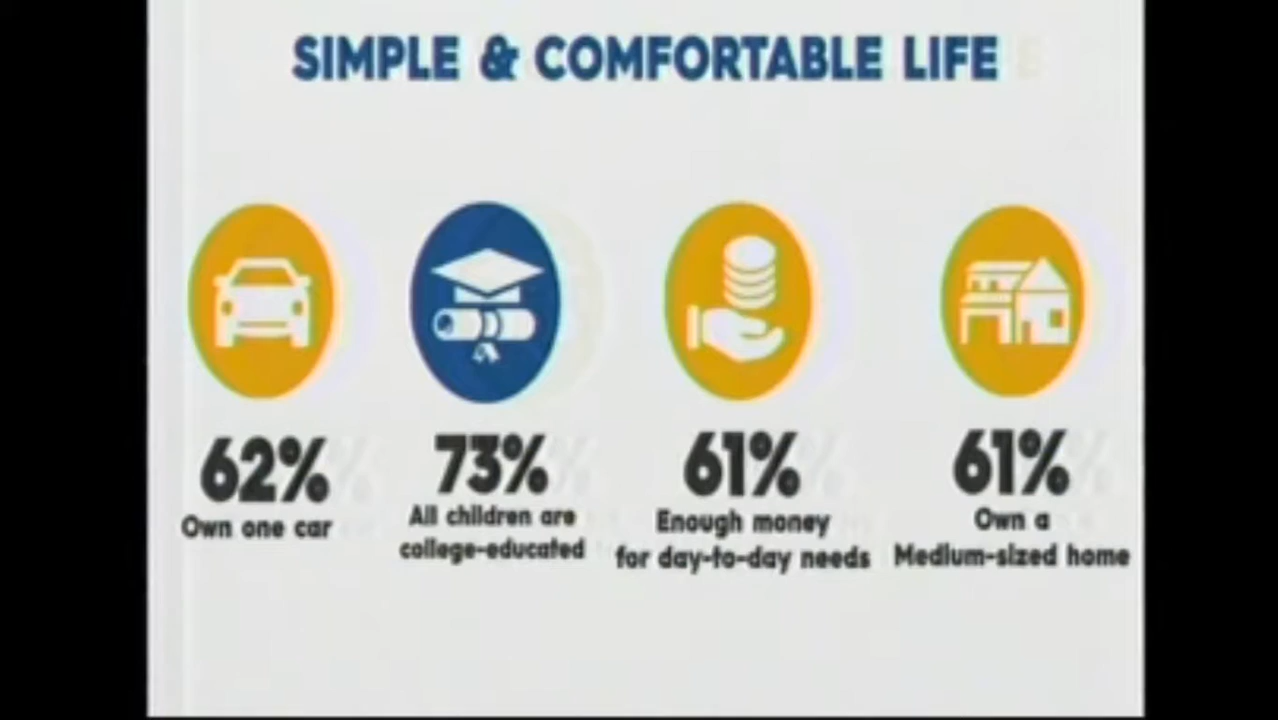 SIMPLE & COMFORTABLE LIFE
62%
Own one car
73%
All children are
college-educated
61%
Enough money
for day-to-day needs
61%
Own a
Medium-sized home